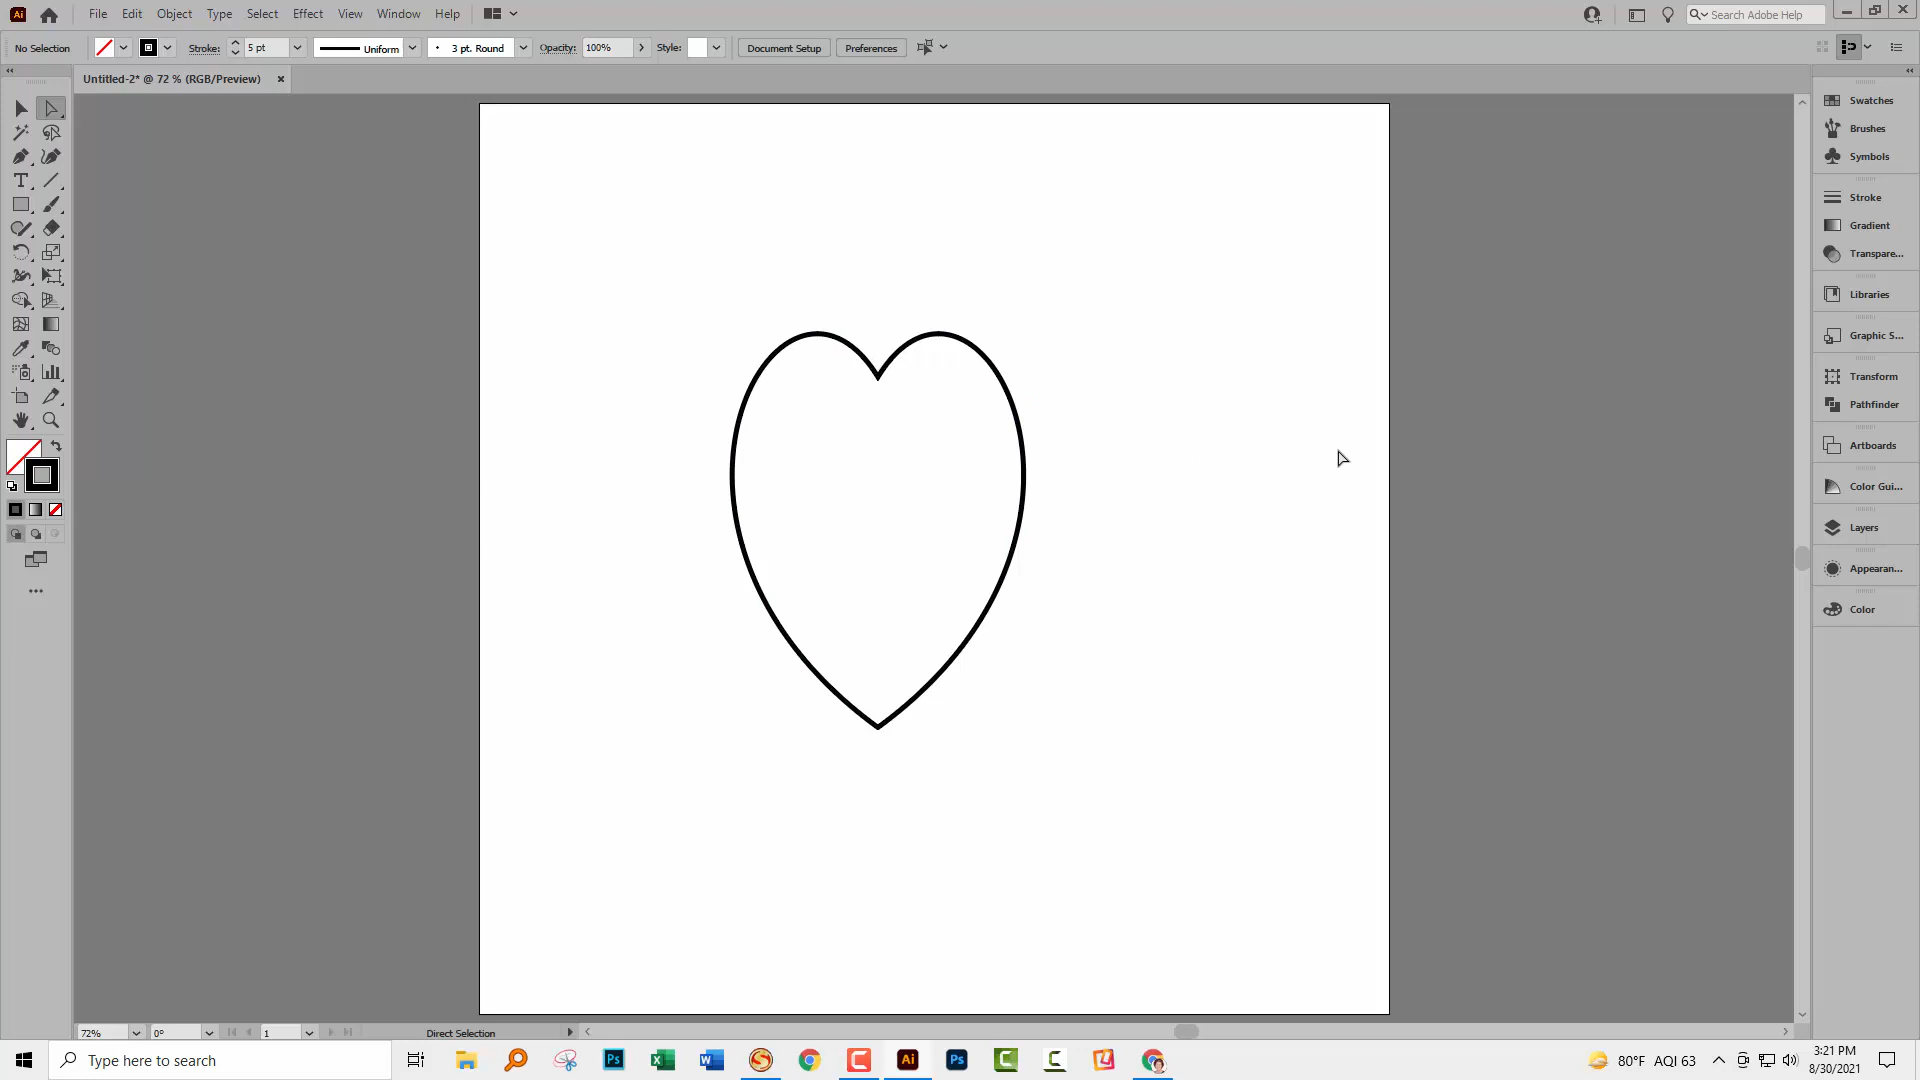 Ai File Edit Object Type Select Effect View Window Help Search Adobe Help
No Selection Stroke: 5 pt Uniform 3 pt. Round Opacity: 100% Style: Document Setup Preferences
Untitled-2* @ 72 % (RGB/Preview) ×
Swatches
Brushes
Symbols
Stroke
Gradient
Transpare...
Libraries
Graphic S...
Transform
Pathfinder
Artboards
Color Gui...
Layers
Appearan...
Color
72% 0° 1 Direct Selection
Type here to search
Ps
Ai
Ps
80°F AQI 63
3:21 PM
8/30/2021